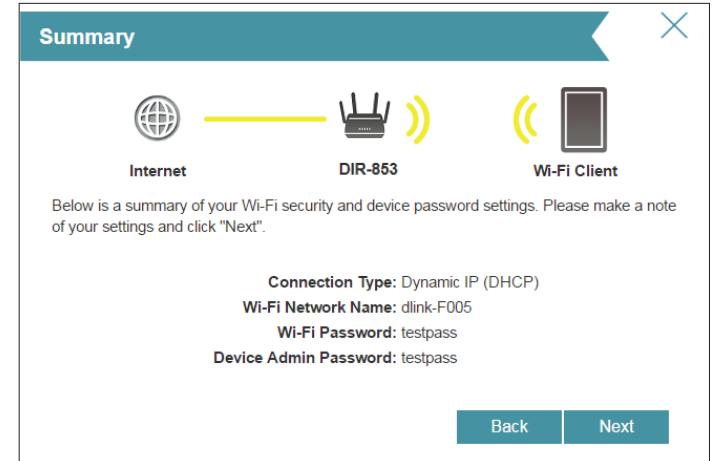 Summary
Internet
DIR-853
Wi-Fi Client
Below is a summary of your Wi-Fi security and device password settings. Please make a note
of your settings and click "Next".
Connection Type: Dynamic IP (DHCP)
Wi-Fi Network Name: dlink-F005
Wi-Fi Password: testpass
Device Admin Password: testpass
Back
Next